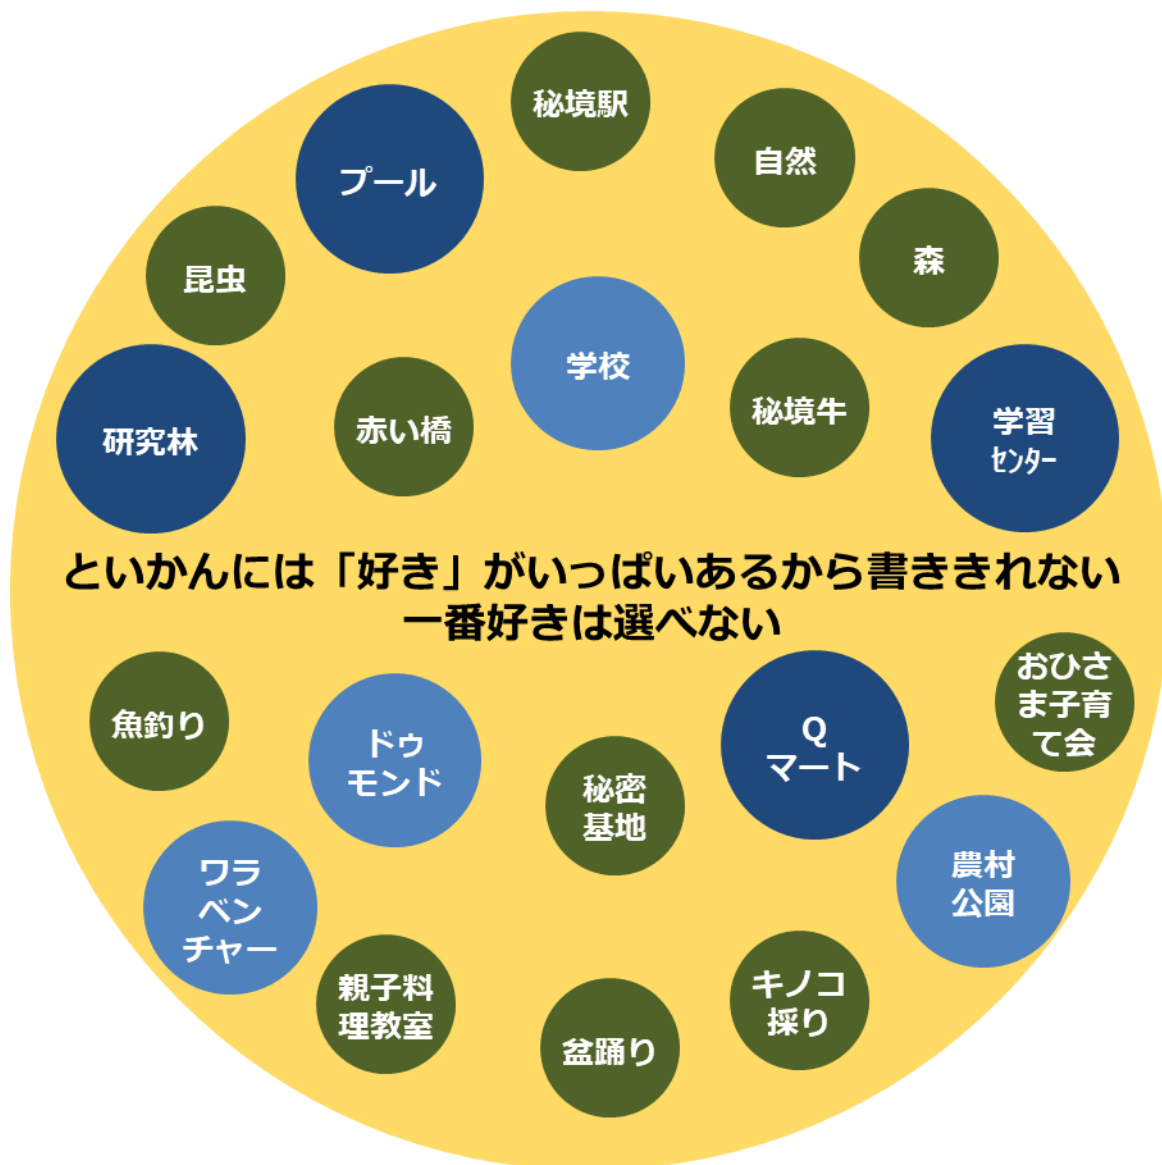 秘境駅
自然
プール
森
昆虫
学校
秘境牛
赤い橋
研究林
学習
センター
といかんには「好き」がいっぱいあるから書ききれない
一番好きは選べない
おひさ
ま子育
て会
魚釣り
ドゥ
モンド
Q
マート
秘密
基地
農村
公園
ワラ
ベン
チャー
親子料
理教室
キノコ
採り
盆踊り